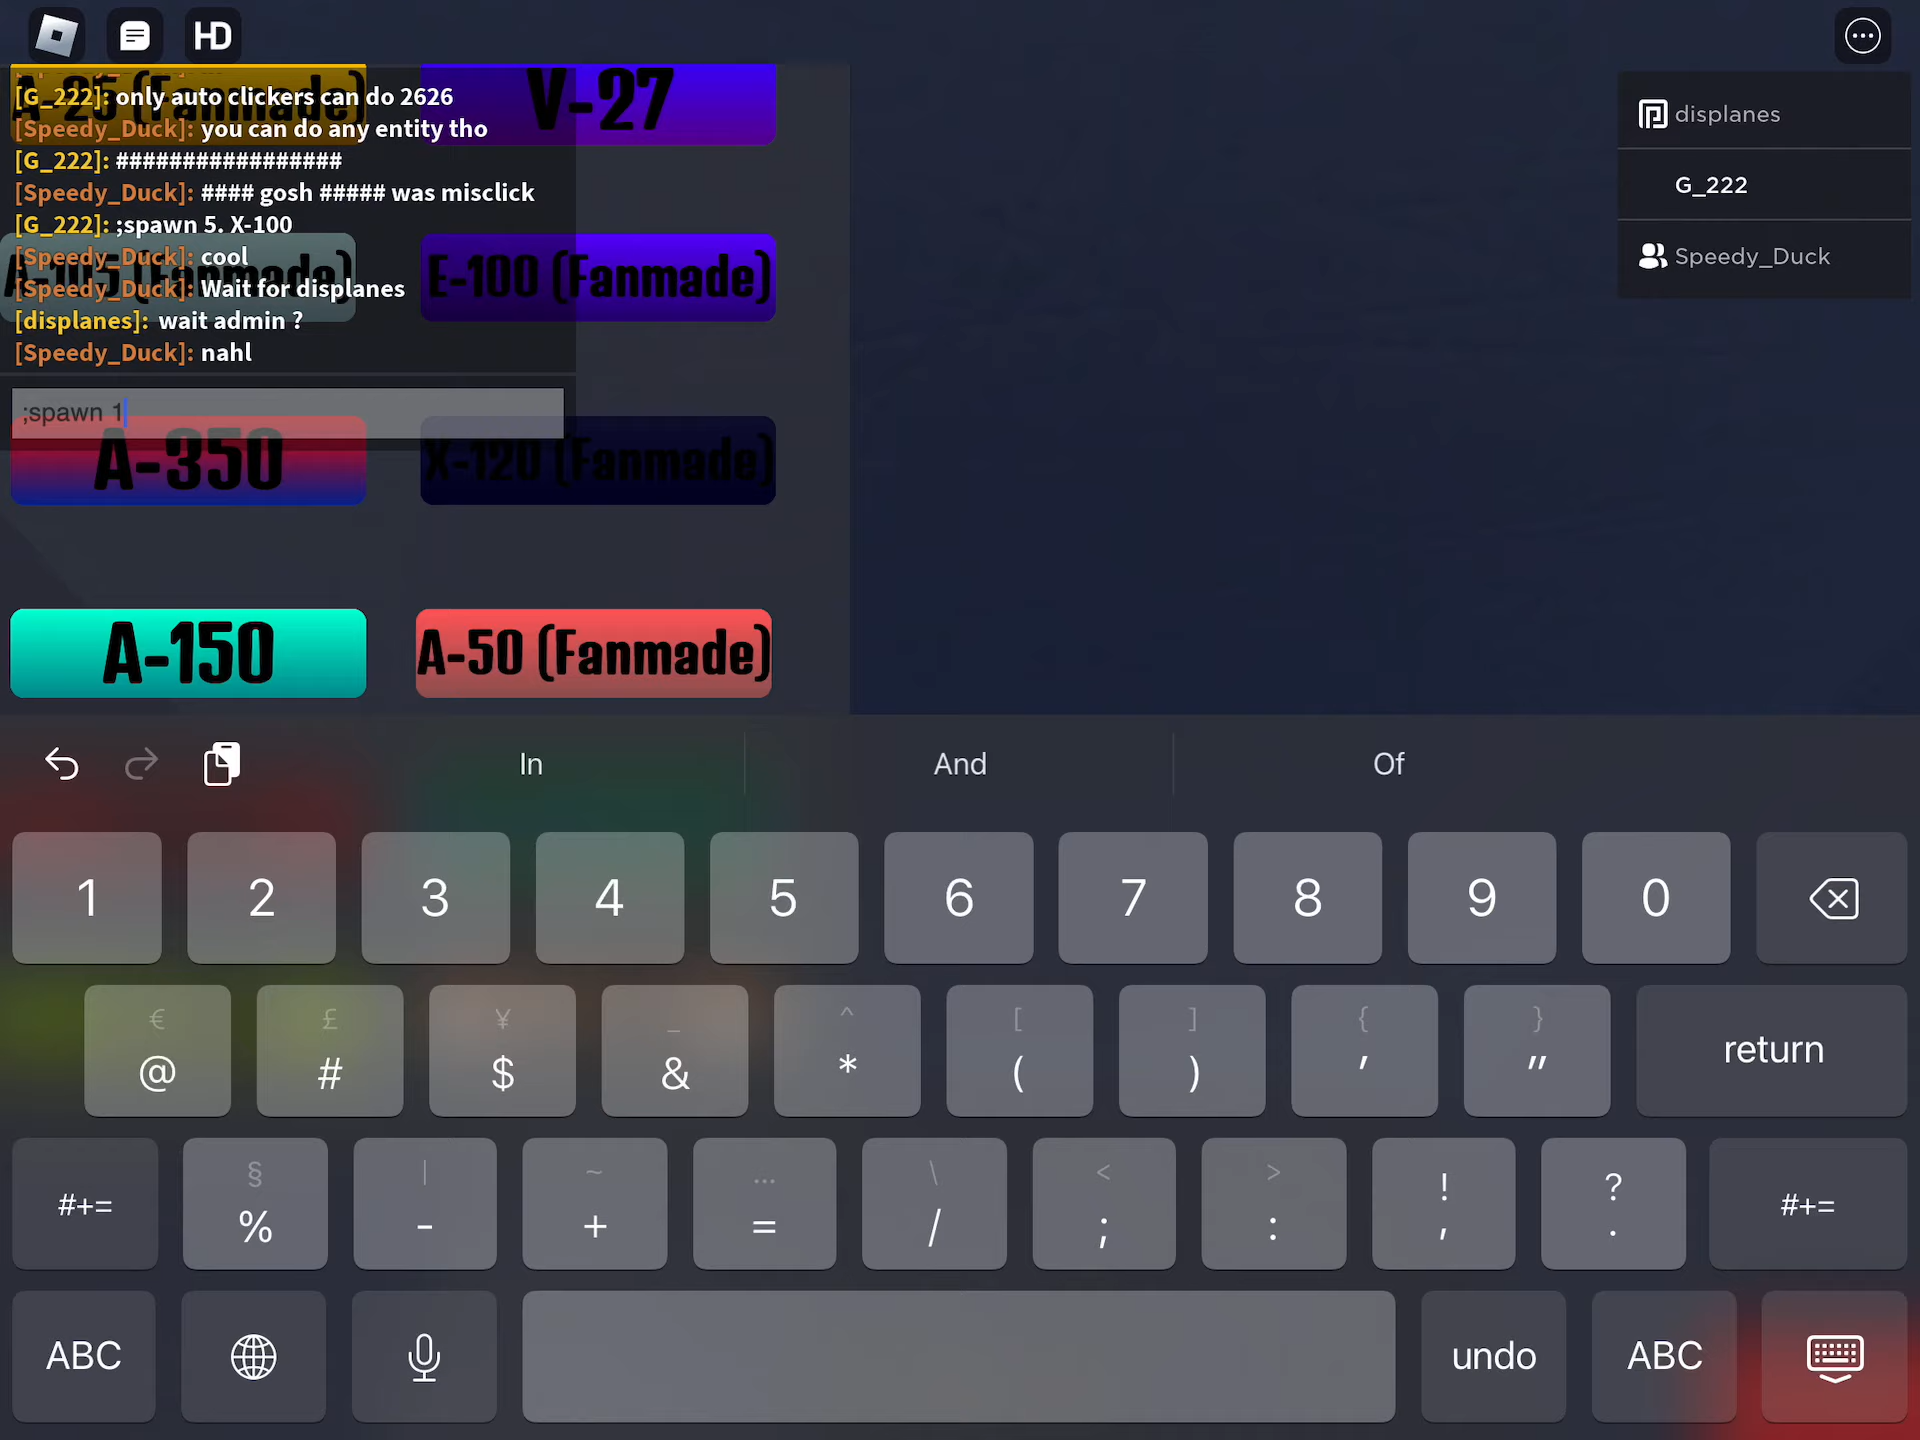 HD
A-25 (Fanmade)
V-27
[G_222]: only auto clickers can do 2626
[Speedy_Duck]: you can do any entity tho
[G_222]: #################
[Speedy_Duck]: #### gosh ##### was misclick
[G_222]: ;spawn 5. X-100
[Speedy_Duck]: cool
[Speedy_Duck]: Wait for displanes
[displanes]: wait admin ?
[Speedy_Duck]: nahl
displanes
G_222
Speedy_Duck
(Fanmade)
E-100 (Fanmade)
;spawn 1
A-350
X-120 (Fanmade)
A-150
A-50 (Fanmade)
In And Of
1 2 3 4 5 6 7 8 9 0
€ £ ¥ _ ^ [ ] { }
@ # $ & * ( ) ' " return
§ | ~ ... \ < > ! ?
#+= % - + = / ; : , . #+=
ABC undo ABC